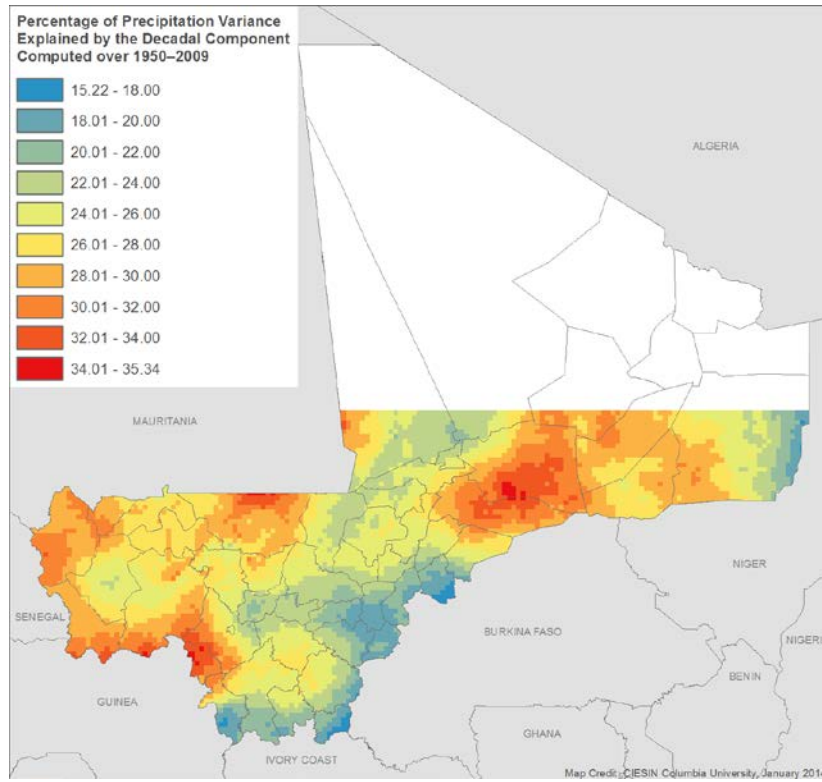 Percentage of Precipitation Variance
Explained by the Decadal Component
Computed over 1950–2009
15.22 - 18.00
18.01 - 20.00
20.01 - 22.00
22.01 - 24.00
24.01 - 26.00
26.01 - 28.00
28.01 - 30.00
30.01 - 32.00
32.01 - 34.00
34.01 - 35.34
ALGERIA
MAURITANIA
NIGER
SENEGAL
BURKINA FASO
NIGERI
BENIN
GUINEA
GHANA
IVORY COAST
Map Credit: CIESIN Columbia University, January 201